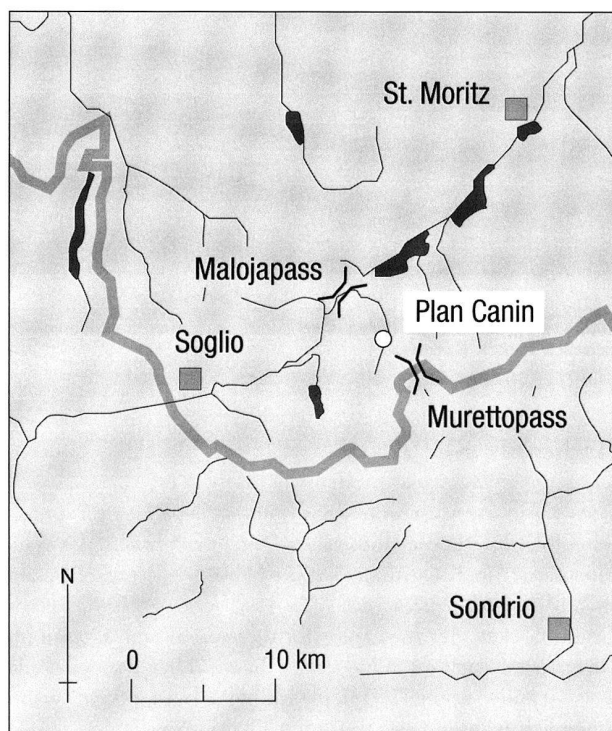 St. Moritz
Malojapass
Plan Canin
Soglio
Murettopass
N
Sondrio
0 10 km